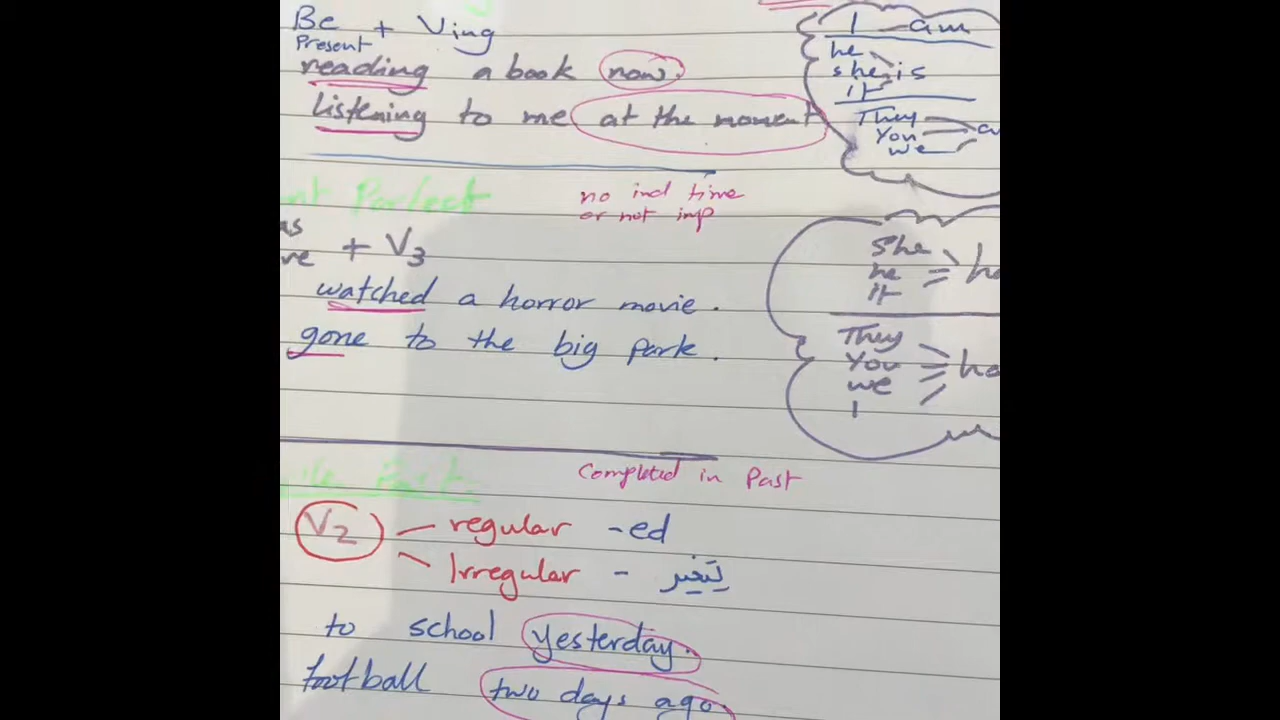 Be + Ving
Present
reading a book now.
listening to me at the moment
I am
he
she is
it
They
You
we
Perfect
no ind time
or not imp
+ V3
watched a horror movie.
gone to the big park.
she
he
it
They
You
we
I
Completed in Past
V2 regular -ed
Irregular - يتغير
to school yesterday.
football two days ago.